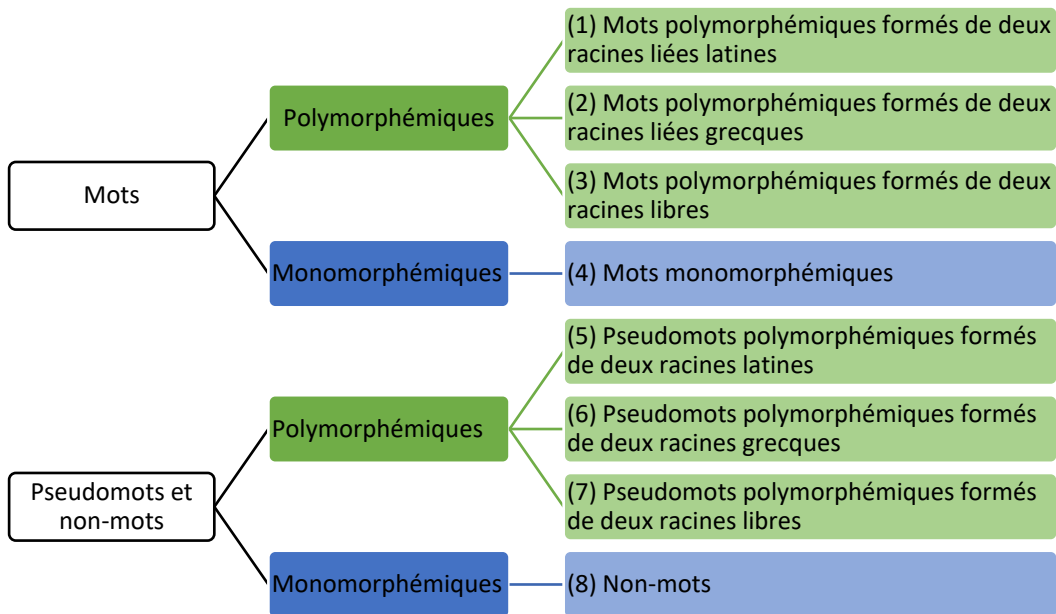 Mots
Polymorphémiques
(1) Mots polymorphémiques formés de deux
racines liées latines
(2) Mots polymorphémiques formés de deux
racines liées grecques
(3) Mots polymorphémiques formés de deux
racines libres
Monomorphémiques
(4) Mots monomorphémiques
Pseudomots et
non-mots
Polymorphémiques
(5) Pseudomots polymorphémiques formés
de deux racines latines
(6) Pseudomots polymorphémiques formés
de deux racines grecques
(7) Pseudomots polymorphémiques formés
de deux racines libres
Monomorphémiques
(8) Non-mots